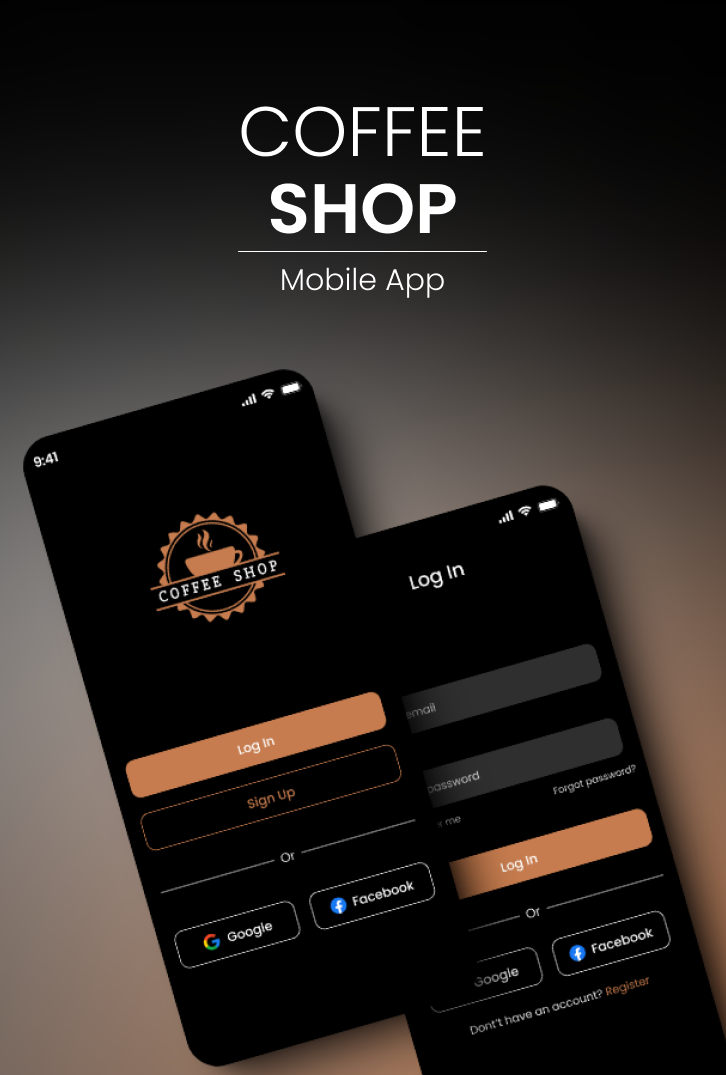 COFFEE
SHOP
Mobile App
9:41
COFFEE SHOP
Log In
Sign Up
Or
Google
Facebook
Log In
email
password
Forgot password?
r me
Log In
Or
Google
Facebook
Don't have an account? Register